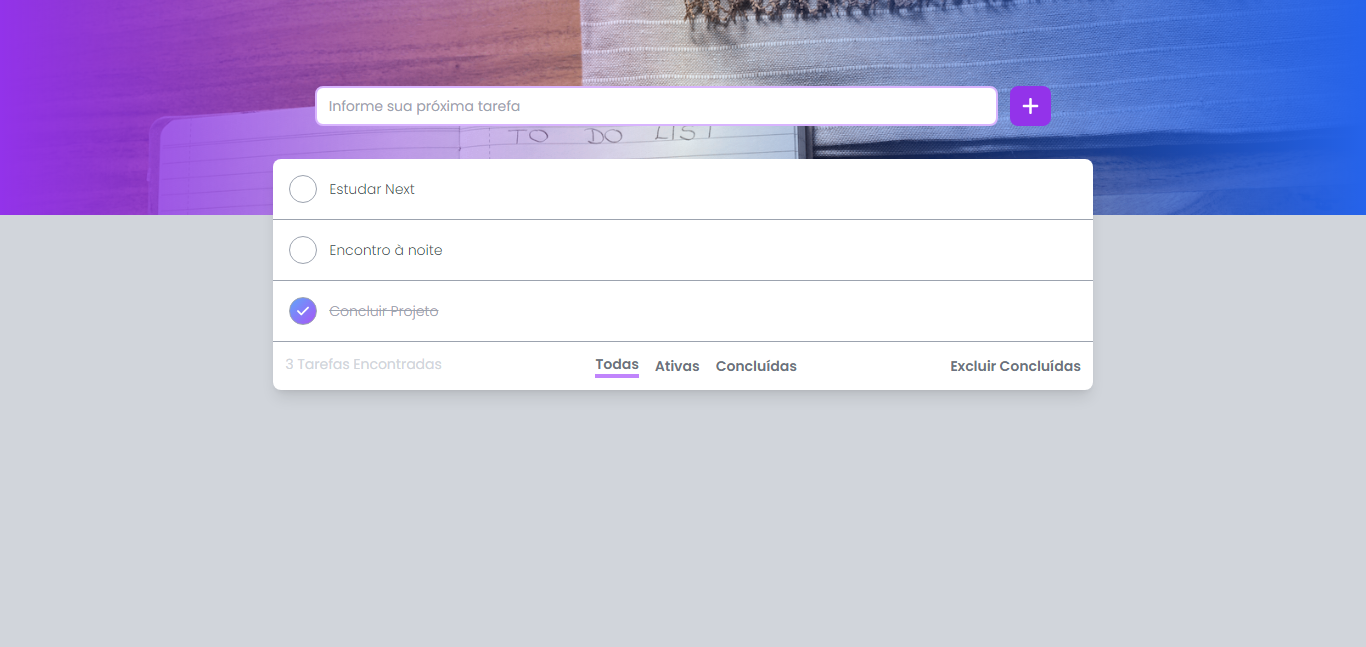 Informe sua próxima tarefa
TO DO LIST
Estudar Next
Encontro à noite
Concluir Projeto
3 Tarefas Encontradas Todas Ativas Concluídas Excluir Concluídas